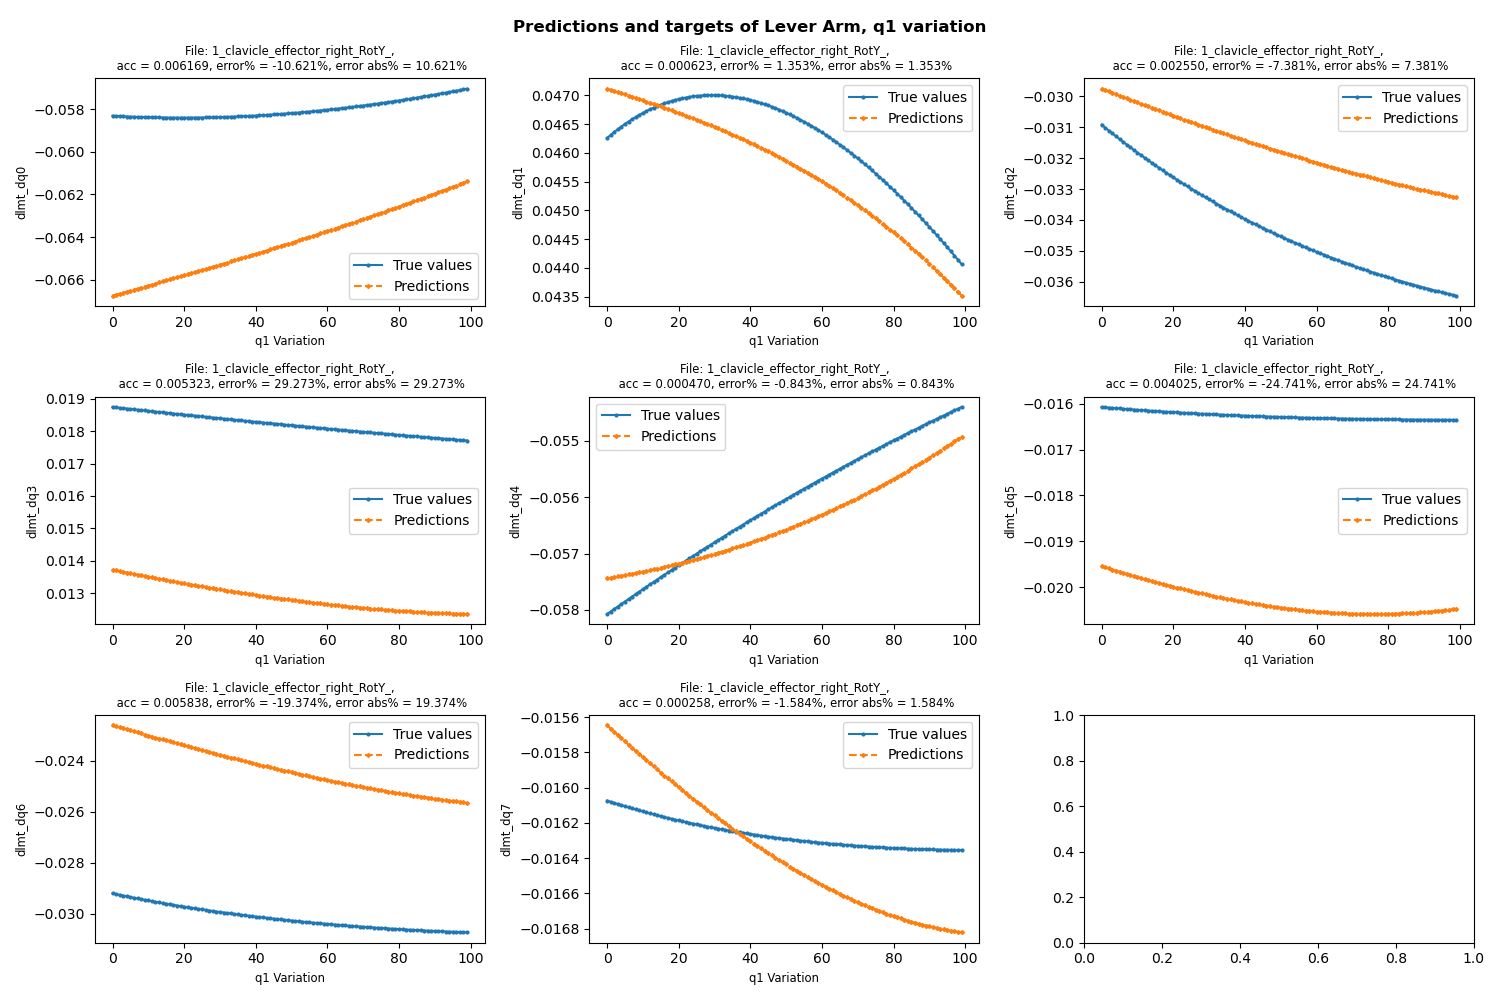 Predictions and targets of Lever Arm, q1 variation
File: 1_clavicle_effector_right_RotY_,
acc = 0.006169, error% = -10.621%, error abs% = 10.621%
−0.058
−0.060
−0.062
−0.064
−0.066
dlmt_dq0
True values
Predictions
0 20 40 60 80 100
q1 Variation
File: 1_clavicle_effector_right_RotY_,
acc = 0.000623, error% = 1.353%, error abs% = 1.353%
0.0470
0.0465
0.0460
0.0455
0.0450
0.0445
0.0440
0.0435
dlmt_dq1
True values
Predictions
0 20 40 60 80 100
q1 Variation
File: 1_clavicle_effector_right_RotY_,
acc = 0.002550, error% = -7.381%, error abs% = 7.381%
−0.030
−0.031
−0.032
−0.033
−0.034
−0.035
−0.036
dlmt_dq2
True values
Predictions
0 20 40 60 80 100
q1 Variation
File: 1_clavicle_effector_right_RotY_,
acc = 0.005323, error% = 29.273%, error abs% = 29.273%
0.019
0.018
0.017
0.016
0.015
0.014
0.013
dlmt_dq3
True values
Predictions
0 20 40 60 80 100
q1 Variation
File: 1_clavicle_effector_right_RotY_,
acc = 0.000470, error% = -0.843%, error abs% = 0.843%
−0.055
−0.056
−0.057
−0.058
dlmt_dq4
True values
Predictions
0 20 40 60 80 100
q1 Variation
File: 1_clavicle_effector_right_RotY_,
acc = 0.004025, error% = -24.741%, error abs% = 24.741%
−0.016
−0.017
−0.018
−0.019
−0.020
dlmt_dq5
True values
Predictions
0 20 40 60 80 100
q1 Variation
File: 1_clavicle_effector_right_RotY_,
acc = 0.005838, error% = -19.374%, error abs% = 19.374%
−0.024
−0.026
−0.028
−0.030
dlmt_dq6
True values
Predictions
0 20 40 60 80 100
q1 Variation
File: 1_clavicle_effector_right_RotY_,
acc = 0.000258, error% = -1.584%, error abs% = 1.584%
−0.0156
−0.0158
−0.0160
−0.0162
−0.0164
−0.0166
−0.0168
dlmt_dq7
True values
Predictions
0 20 40 60 80 100
q1 Variation
1.0
0.8
0.6
0.4
0.2
0.0
0.0 0.2 0.4 0.6 0.8 1.0